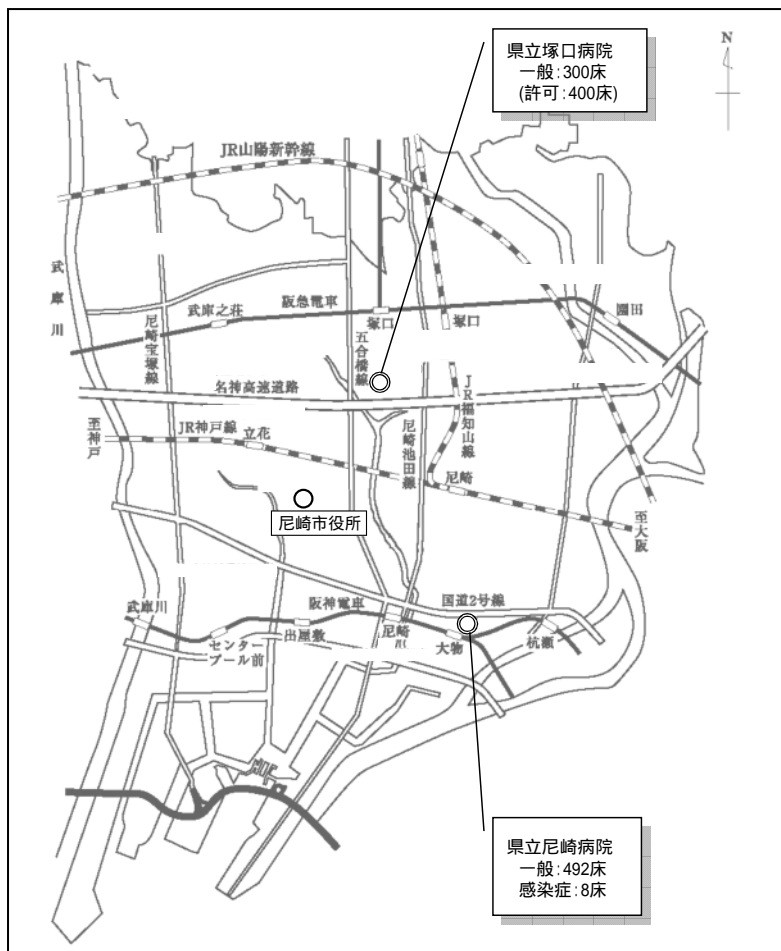 県立塚口病院
一般:300床
(許可:400床)
N
JR山陽新幹線
武庫川
武庫之荘
阪急電車
塚口
塚口
園田
尼崎宝塚線
五合橋線
名神高速道路
JR福知山線
至神戸
JR神戸線
立花
尼崎池田線
尼崎
至大阪
尼崎市役所
武庫川
阪神電車
国道2号線
センター
プール前
出屋敷
尼崎
大物
杭瀬
県立尼崎病院
一般:492床
感染症:8床